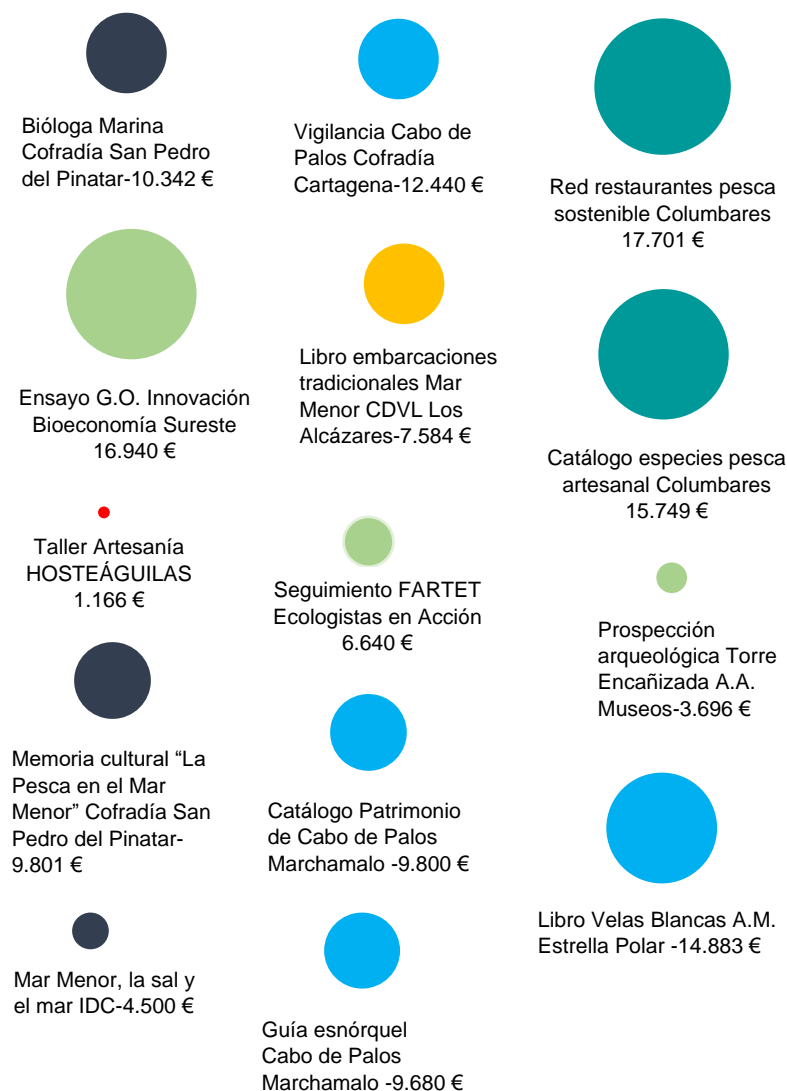 Bióloga Marina
Cofradía San Pedro
del Pinatar-10.342 €
Vigilancia Cabo de
Palos Cofradía
Cartagena-12.440 €
Red restaurantes pesca
sostenible Columbares
17.701 €
Ensayo G.O. Innovación
Bioeconomía Sureste
16.940 €
Libro embarcaciones
tradicionales Mar
Menor CDVL Los
Alcázares-7.584 €
Catálogo especies pesca
artesanal Columbares
15.749 €
Taller Artesanía
HOSTEÁGUILAS
1.166 €
Seguimiento FARTET
Ecologistas en Acción
6.640 €
Prospección
arqueológica Torre
Encañizada A.A.
Museos-3.696 €
Memoria cultural “La
Pesca en el Mar
Menor” Cofradía San
Pedro del Pinatar-
9.801 €
Catálogo Patrimonio
de Cabo de Palos
Marchamalo -9.800 €
Libro Velas Blancas A.M.
Estrella Polar -14.883 €
Mar Menor, la sal y
el mar IDC-4.500 €
Guía esnórquel
Cabo de Palos
Marchamalo -9.680 €